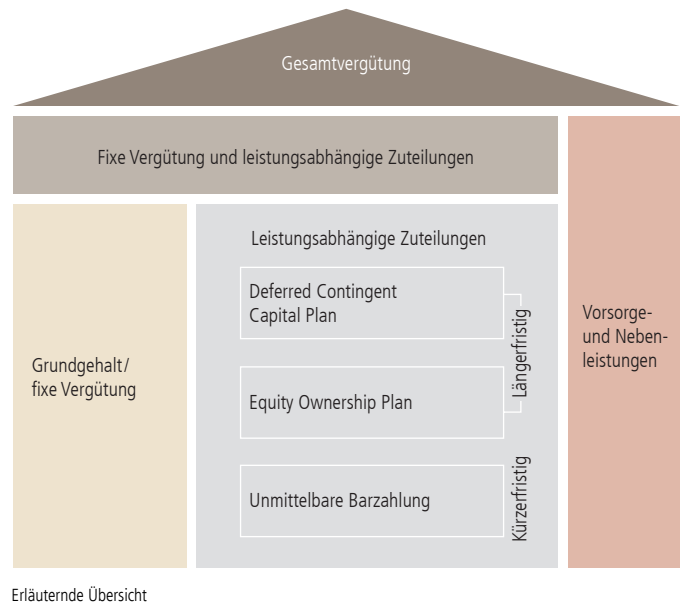 Gesamtvergütung
Fixe Vergütung und leistungsabhängige Zuteilungen
Grundgehalt/
fixe Vergütung
Leistungsabhängige Zuteilungen
Deferred Contingent
Capital Plan
Equity Ownership Plan
Längerfristig
Unmittelbare Barzahlung
Kürzerfristig
Vorsorge-
und Neben-
leistungen
Erläuternde Übersicht